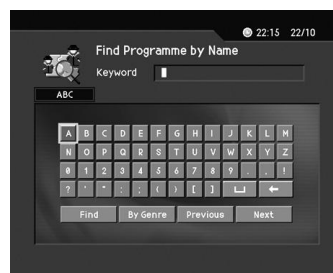 22:15 22/10
Find Programme by Name
Keyword
ABC
A B C D E F G H I J K L M
N O P Q R S T U V W X Y Z
0 1 2 3 4 5 6 7 8 9 . , !
? ' " : ; ( ) [ ]
Find By Genre Previous Next